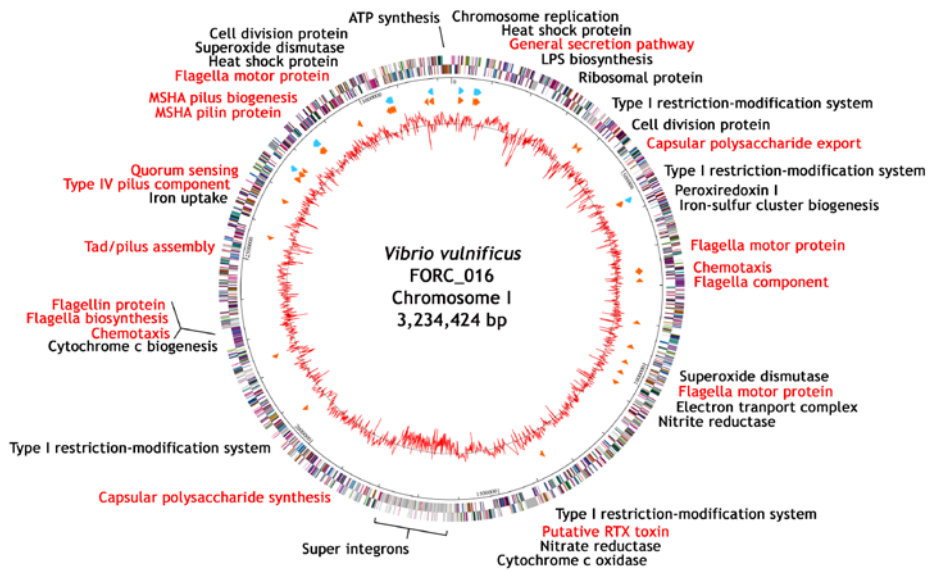 ATP synthesis
Chromosome replication
Heat shock protein
General secretion pathway
LPS biosynthesis
Ribosomal protein
Type I restriction-modification system
Cell division protein
Capsular polysaccharide export
Type I restriction-modification system
Peroxiredoxin I
Iron-sulfur cluster biogenesis
Flagella motor protein
Chemotaxis
Flagella component
Superoxide dismutase
Flagella motor protein
Electron tranport complex
Nitrite reductase
Type I restriction-modification system
Putative RTX toxin
Nitrate reductase
Cytochrome c oxidase
Super integrons
Capsular polysaccharide synthesis
Type I restriction-modification system
Flagellin protein
Flagella biosynthesis
Chemotaxis
Cytochrome c biogenesis
Tad/pilus assembly
Quorum sensing
Type IV pilus component
Iron uptake
MSHA pilus biogenesis
MSHA pilin protein
Cell division protein
Superoxide dismutase
Heat shock protein
Flagella motor protein
Vibrio vulnificus
FORC_016
Chromosome I
3,234,424 bp
0